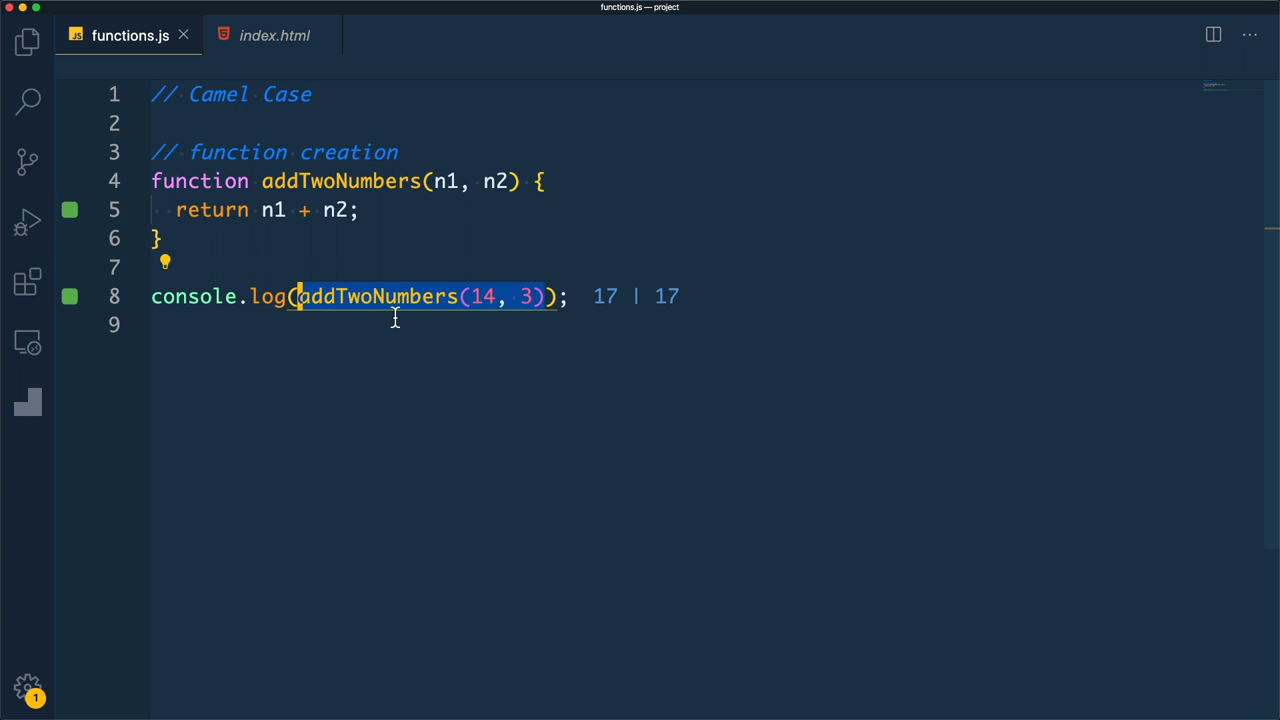 functions.js — project
JS functions.js
index.html
1 // Camel Case
2
3 // function creation
4 function addTwoNumbers(n1, n2) {
5 return n1 + n2;
6 }
7
8 console.log(addTwoNumbers(14, 3)); 17 | 17
9
1